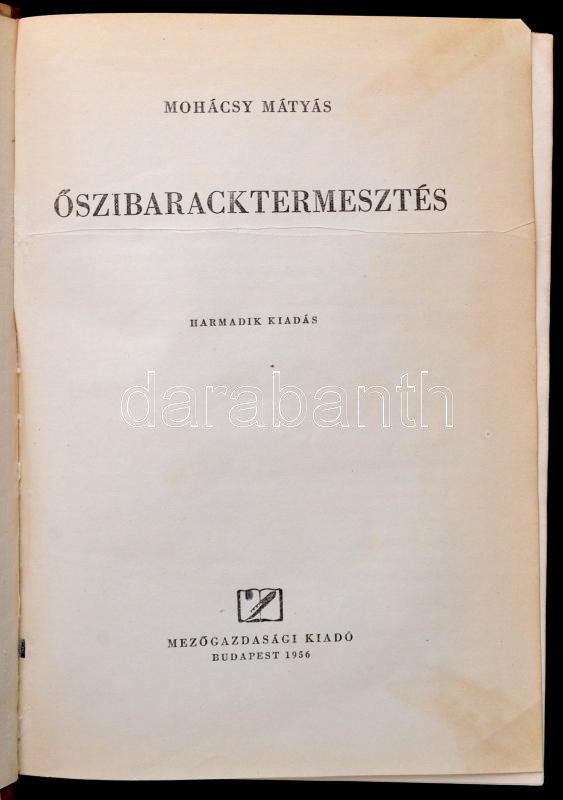 MOHÁCSY MÁTYÁS
ŐSZIBARACKTERMESZTÉS
HARMADIK KIADÁS
darabanth
MEZŐGAZDASÁGI KIADÓ
BUDAPEST 1956